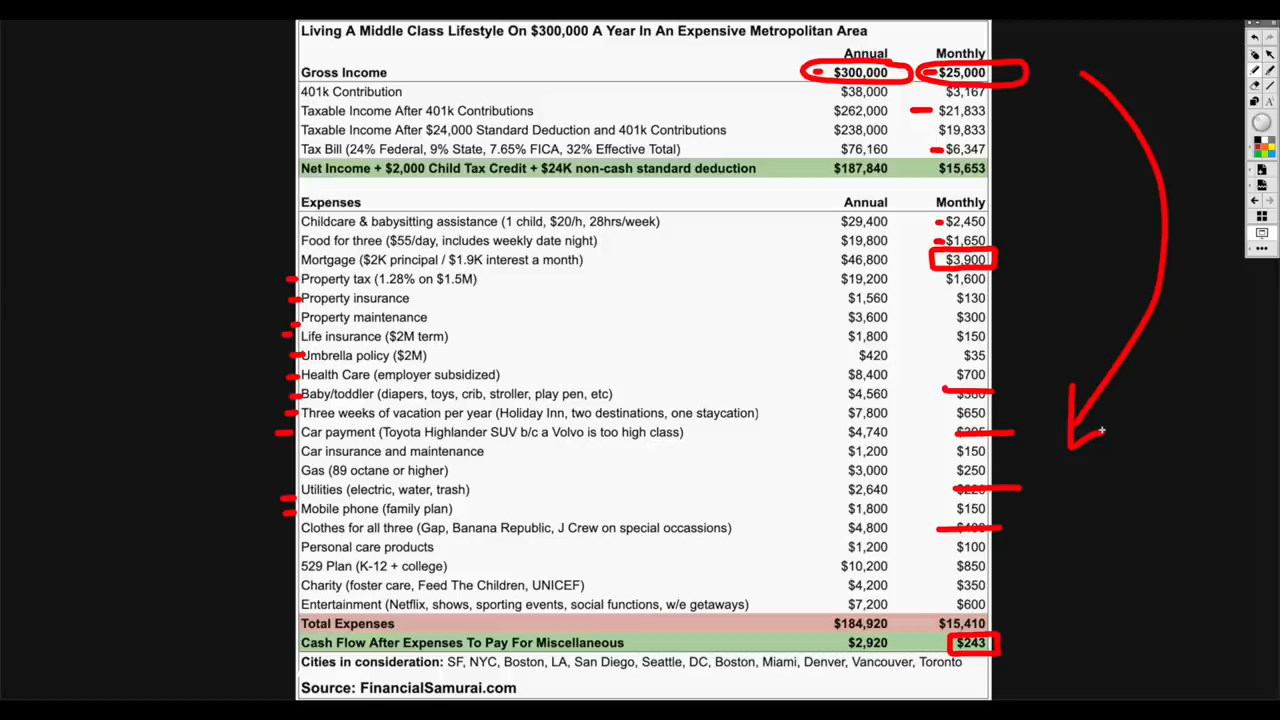 Living A Middle Class Lifestyle On $300,000 A Year In An Expensive Metropolitan Area
Annual Monthly
Gross Income $300,000 $25,000
401k Contribution $38,000 $3,167
Taxable Income After 401k Contributions $262,000 $21,833
Taxable Income After $24,000 Standard Deduction and 401k Contributions $238,000 $19,833
Tax Bill (24% Federal, 9% State, 7.65% FICA, 32% Effective Total) $76,160 $6,347
Net Income + $2,000 Child Tax Credit + $24K non-cash standard deduction $187,840 $15,653
Expenses Annual Monthly
Childcare & babysitting assistance (1 child, $20/h, 28hrs/week) $29,400 $2,450
Food for three ($55/day, includes weekly date night) $19,800 $1,650
Mortgage ($2K principal / $1.9K interest a month) $46,800 $3,900
Property tax (1.28% on $1.5M) $19,200 $1,600
Property insurance $1,560 $130
Property maintenance $3,600 $300
Life insurance ($2M term) $1,800 $150
Umbrella policy ($2M) $420 $35
Health Care (employer subsidized) $8,400 $700
Baby/toddler (diapers, toys, crib, stroller, play pen, etc) $4,560 $380
Three weeks of vacation per year (Holiday Inn, two destinations, one staycation) $7,800 $650
Car payment (Toyota Highlander SUV b/c a Volvo is too high class) $4,740
Car insurance and maintenance $1,200 $150
Gas (89 octane or higher) $3,000 $250
Utilities (electric, water, trash) $2,640
Mobile phone (family plan) $1,800 $150
Clothes for all three (Gap, Banana Republic, J Crew on special occassions) $4,800
Personal care products $1,200 $100
529 Plan (K-12 + college) $10,200 $850
Charity (foster care, Feed The Children, UNICEF) $4,200 $350
Entertainment (Netflix, shows, sporting events, social functions, w/e getaways) $7,200 $600
Total Expenses $184,920 $15,410
Cash Flow After Expenses To Pay For Miscellaneous $2,920 $243
Cities in consideration: SF, NYC, Boston, LA, San Diego, Seattle, DC, Boston, Miami, Denver, Vancouver, Toronto
Source: FinancialSamurai.com